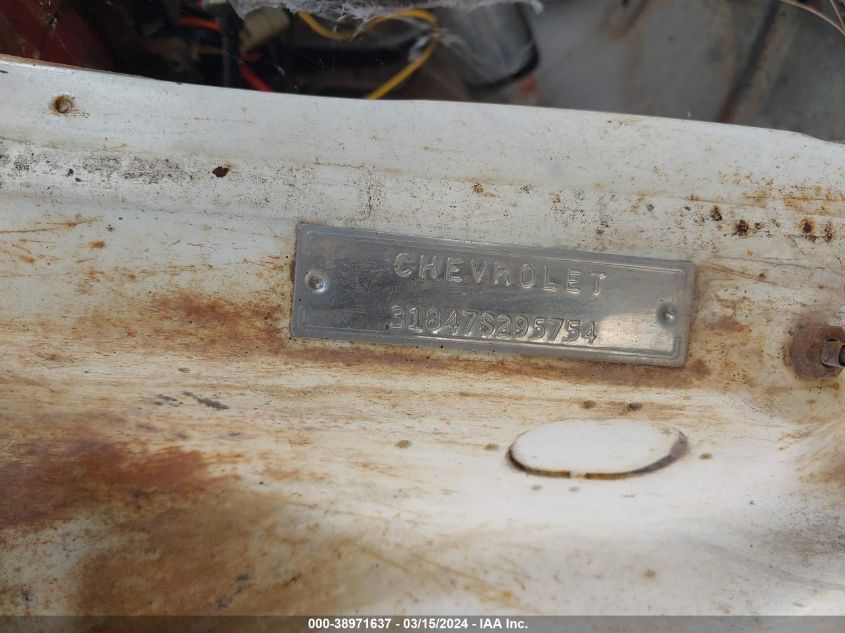 CHEVROLET
31847S295754
000-38971637 - 03/15/2024 - IAA Inc.